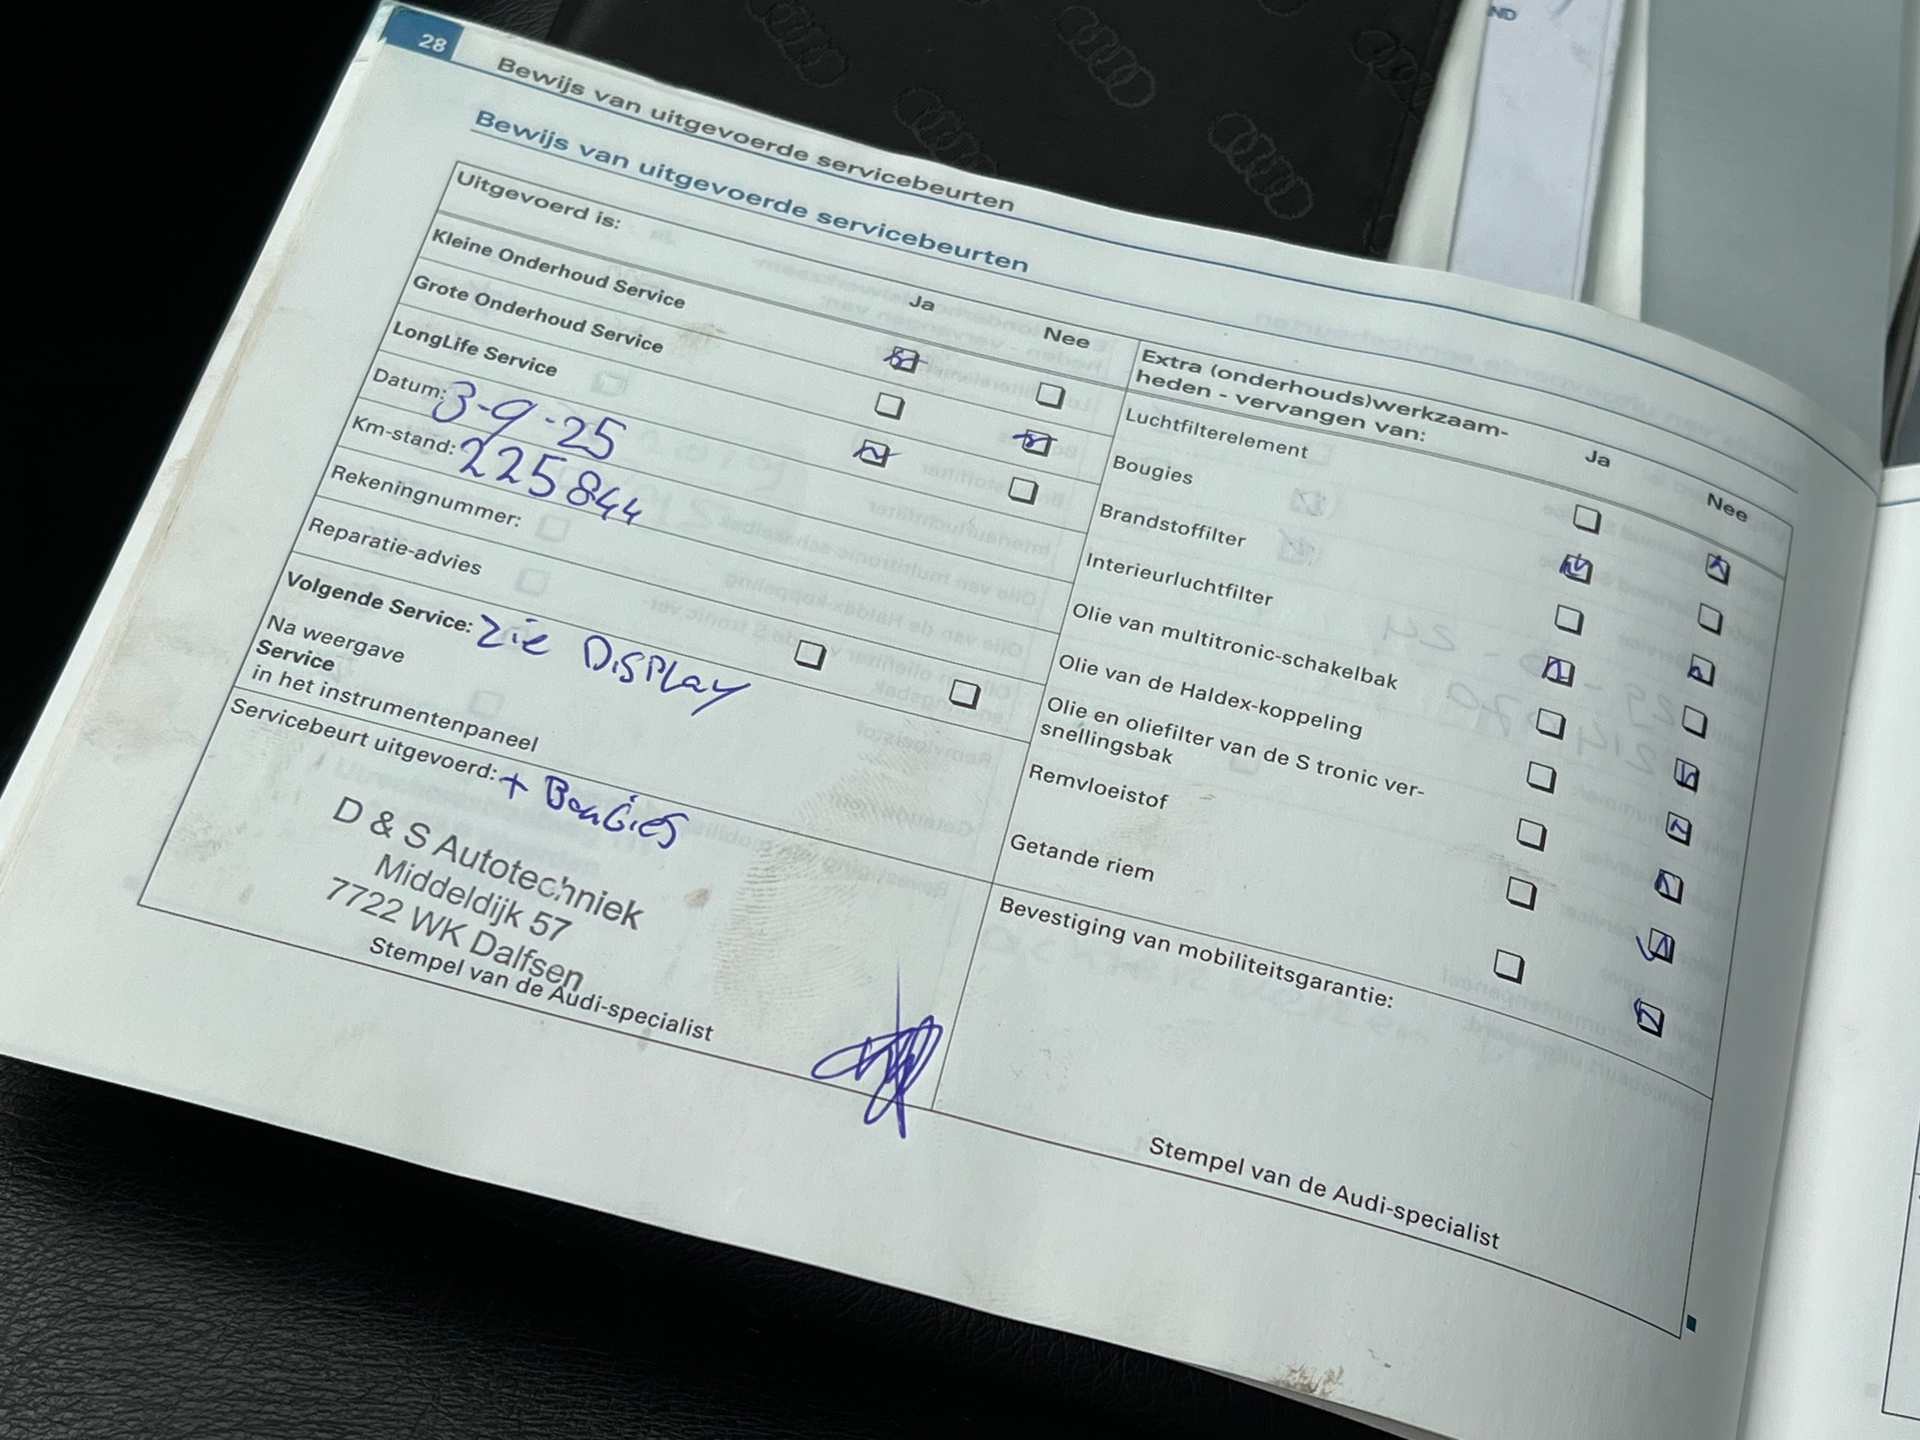 28
Bewijs van uitgevoerde servicebeurten
Bewijs van uitgevoerde servicebeurten
Uitgevoerd is:
Ja
Nee
Kleine Onderhoud Service
Grote Onderhoud Service
LongLife Service
Datum: 3-9-25
Km-stand: 225844
Rekeningnummer:
Reparatie-advies
Volgende Service: Zie Display
Na weergave
Service
in het instrumentenpaneel
Servicebeurt uitgevoerd: + Bougies
D & S Autotechniek
Middeldijk 57
7722 WK Dalfsen
Stempel van de Audi-specialist
Extra (onderhouds)werkzaam-
heden - vervangen van:
Ja
Nee
Luchtfilterelement
Bougies
Brandstoffilter
Interieurluchtfilter
Olie van multitronic-schakelbak
Olie van de Haldex-koppeling
Olie en oliefilter van de S tronic ver-
snellingsbak
Remvloeistof
Getande riem
Bevestiging van mobiliteitsgarantie:
Stempel van de Audi-specialist
ND